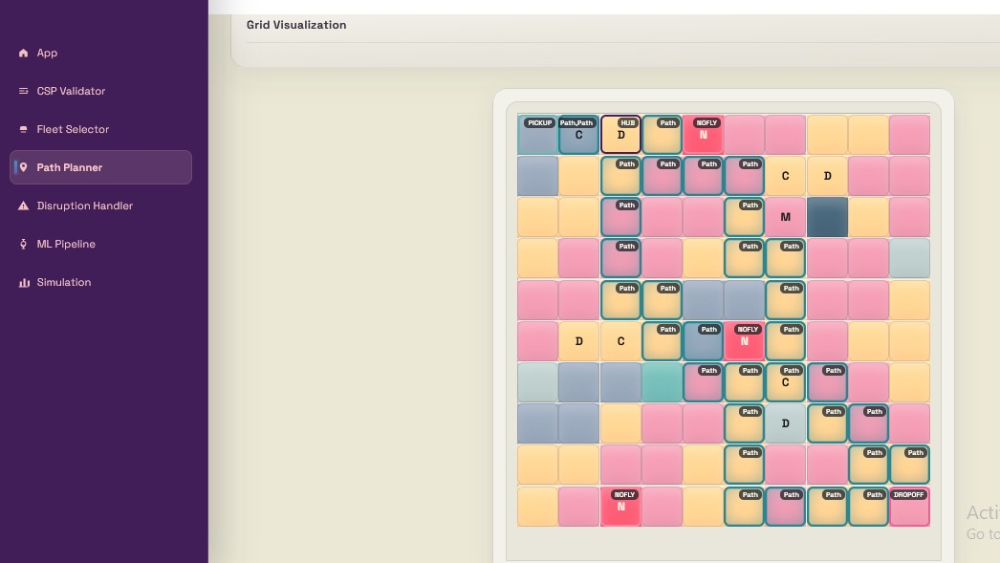 Grid Visualization
App
CSP Validator
Fleet Selector
Path Planner
Disruption Handler
ML Pipeline
Simulation
PICKUP Path,Path HUB Path NOFLY
C D N
Path Path Path Path
C D
Path Path
M
Path Path Path
Path Path Path
Path Path NOFLY Path
D C N
Path Path Path Path
C
Path Path Path
D
Path Path Path
NOFLY Path Path Path Path DROPOFF
N
Go to